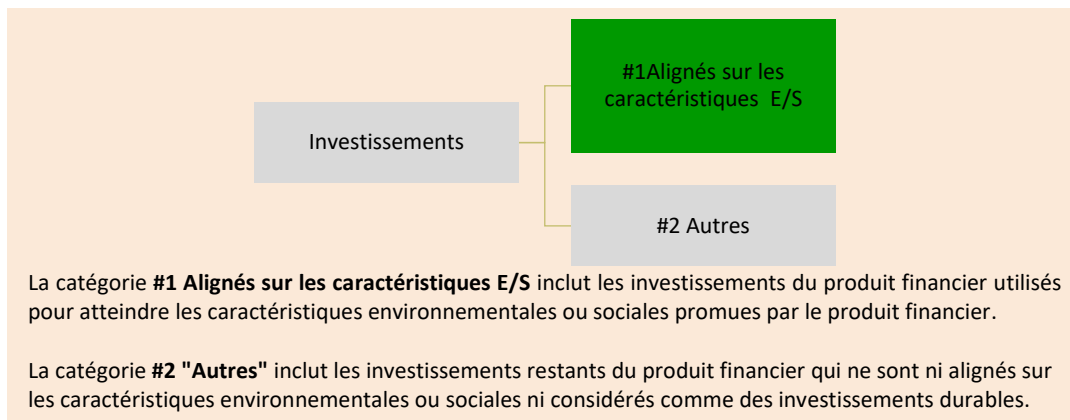 #1Alignés sur les
caractéristiques E/S
Investissements
#2 Autres
La catégorie #1 Alignés sur les caractéristiques E/S inclut les investissements du produit financier utilisés
pour atteindre les caractéristiques environnementales ou sociales promues par le produit financier.
La catégorie #2 "Autres" inclut les investissements restants du produit financier qui ne sont ni alignés sur
les caractéristiques environnementales ou sociales ni considérés comme des investissements durables.